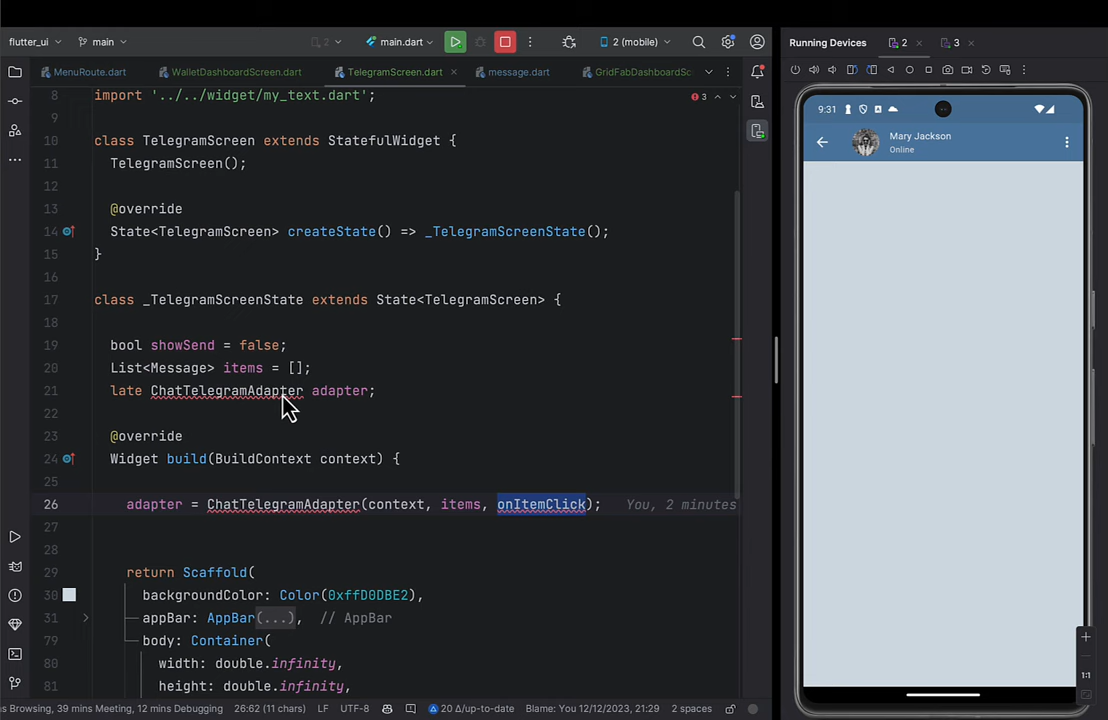 flutter_ui
main
2
main.dart
2 (mobile)
Running Devices
2
3
MenuRoute.dart
WalletDashboardScreen.dart
TelegramScreen.dart
message.dart
GridFabDashboardSc
8 import '../../widget/my_text.dart';
3
9
10 class TelegramScreen extends StatefulWidget {
11 TelegramScreen();
12
13 @override
14 State<TelegramScreen> createState() => _TelegramScreenState();
15 }
16
17 class _TelegramScreenState extends State<TelegramScreen> {
18
19 bool showSend = false;
20 List<Message> items = [];
21 late ChatTelegramAdapter adapter;
22
23 @override
24 Widget build(BuildContext context) {
25
26 adapter = ChatTelegramAdapter(context, items, onItemClick); You, 2 minutes
27
28
29 return Scaffold(
30 backgroundColor: Color(0xffD0DBE2),
31 appBar: AppBar(...), // AppBar
79 body: Container(
80 width: double.infinity,
81 height: double.infinity,
s Browsing, 39 mins Meeting, 12 mins Debugging
26:62 (11 chars)
LF
UTF-8
20 Δ/up-to-date
Blame: You 12/12/2023, 21:29
2 spaces
9:31
Mary Jackson
Online
1:1